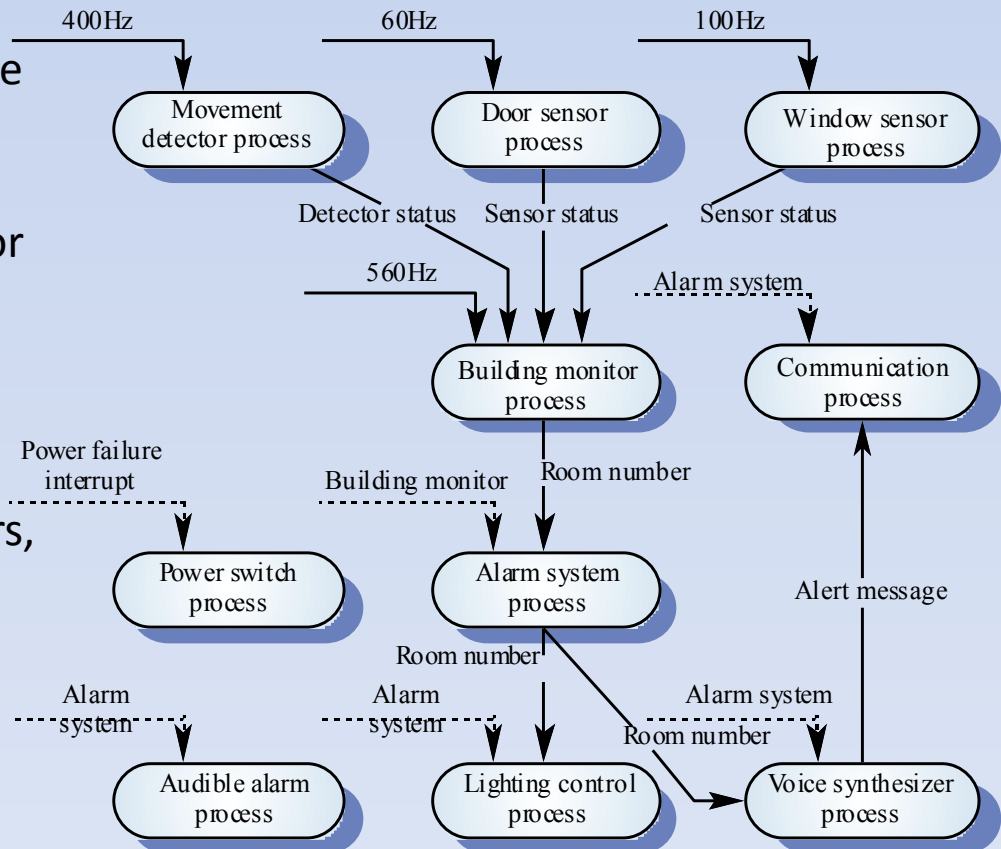 400Hz
60Hz
100Hz
e
Movement
detector process
Door sensor
process
Window sensor
process
Detector status
Sensor status
Sensor status
or
560Hz
Alarm system
Building monitor
process
Communication
process
Power failure
interrupt
Building monitor
Room number
rs,
Power switch
process
Alarm system
process
Alert message
Room number
Alarm
system
Alarm
system
Alarm system
Room number
Audible alarm
process
Lighting control
process
Voice synthesizer
process